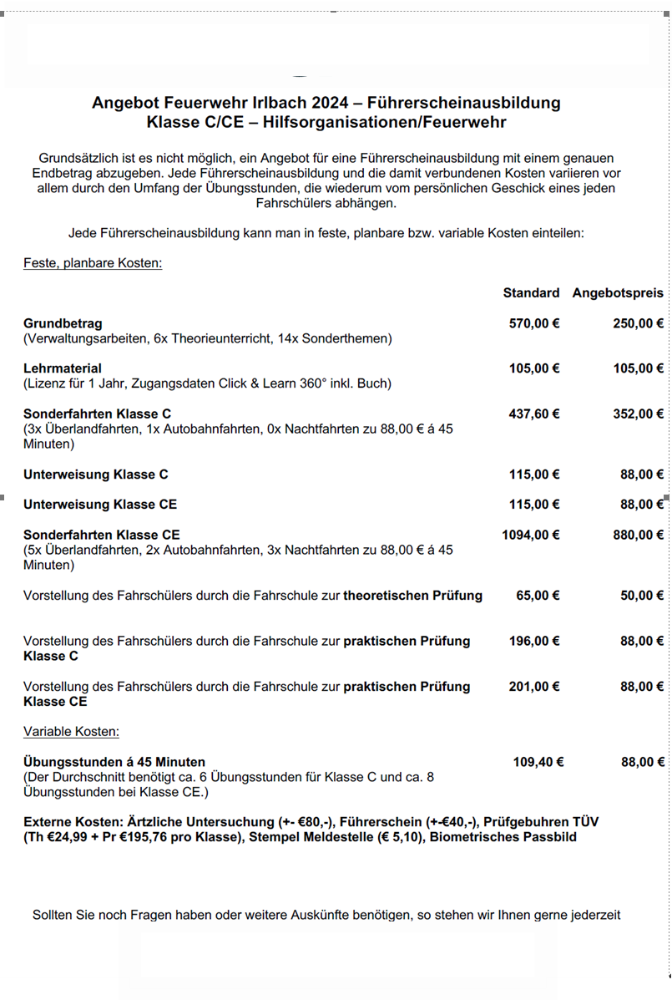 Angebot Feuerwehr Irlbach 2024 – Führerscheinausbildung
Klasse C/CE – Hilfsorganisationen/Feuerwehr
Grundsätzlich ist es nicht möglich, ein Angebot für eine Führerscheinausbildung mit einem genauen
Endbetrag abzugeben. Jede Führerscheinausbildung und die damit verbundenen Kosten variieren vor
allem durch den Umfang der Übungsstunden, die wiederum vom persönlichen Geschick eines jeden
Fahrschülers abhängen.
Jede Führerscheinausbildung kann man in feste, planbare bzw. variable Kosten einteilen:
Feste, planbare Kosten:
Standard Angebotspreis
Grundbetrag 570,00 € 250,00 €
(Verwaltungsarbeiten, 6x Theorieunterricht, 14x Sonderthemen)
Lehrmaterial 105,00 € 105,00 €
(Lizenz für 1 Jahr, Zugangsdaten Click & Learn 360° inkl. Buch)
Sonderfahrten Klasse C 437,60 € 352,00 €
(3x Überlandfahrten, 1x Autobahnfahrten, 0x Nachtfahrten zu 88,00 € á 45
Minuten)
Unterweisung Klasse C 115,00 € 88,00 €
Unterweisung Klasse CE 115,00 € 88,00 €
Sonderfahrten Klasse CE 1094,00 € 880,00 €
(5x Überlandfahrten, 2x Autobahnfahrten, 3x Nachtfahrten zu 88,00 € á 45
Minuten)
Vorstellung des Fahrschülers durch die Fahrschule zur theoretischen Prüfung 65,00 € 50,00 €
Vorstellung des Fahrschülers durch die Fahrschule zur praktischen Prüfung 196,00 € 88,00 €
Klasse C
Vorstellung des Fahrschülers durch die Fahrschule zur praktischen Prüfung 201,00 € 88,00 €
Klasse CE
Variable Kosten:
Übungsstunden á 45 Minuten 109,40 € 88,00 €
(Der Durchschnitt benötigt ca. 6 Übungsstunden für Klasse C und ca. 8
Übungsstunden bei Klasse CE.)
Externe Kosten: Ärtzliche Untersuchung (+- €80,-), Führerschein (+-€40,-), Prüfgebuhren TÜV
(Th €24,99 + Pr €195,76 pro Klasse), Stempel Meldestelle (€ 5,10), Biometrisches Passbild
Sollten Sie noch Fragen haben oder weitere Auskünfte benötigen, so stehen wir Ihnen gerne jederzeit